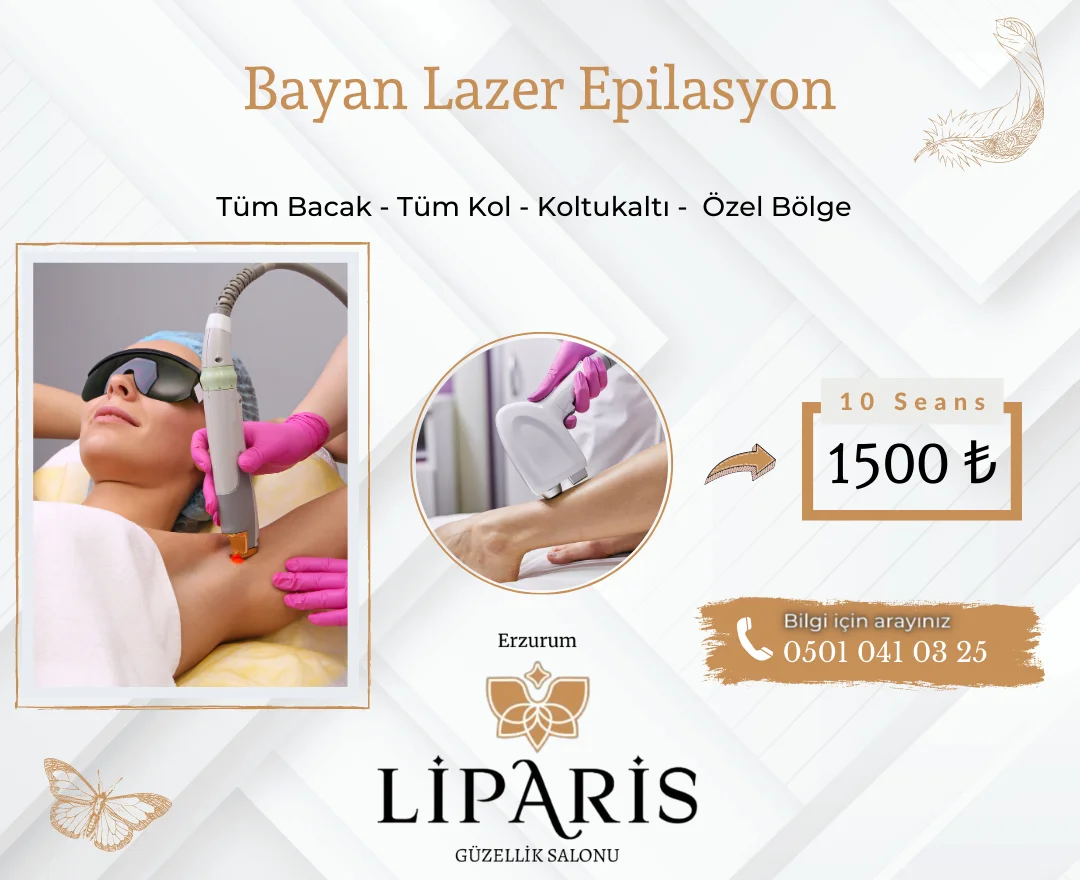 Bayan Lazer Epilasyon
Tüm Bacak - Tüm Kol - Koltukaltı - Özel Bölge
10 Seans
1500 ₺
Bilgi için arayınız
0501 041 03 25
Erzurum
LİPARİS
GÜZELLİK SALONU